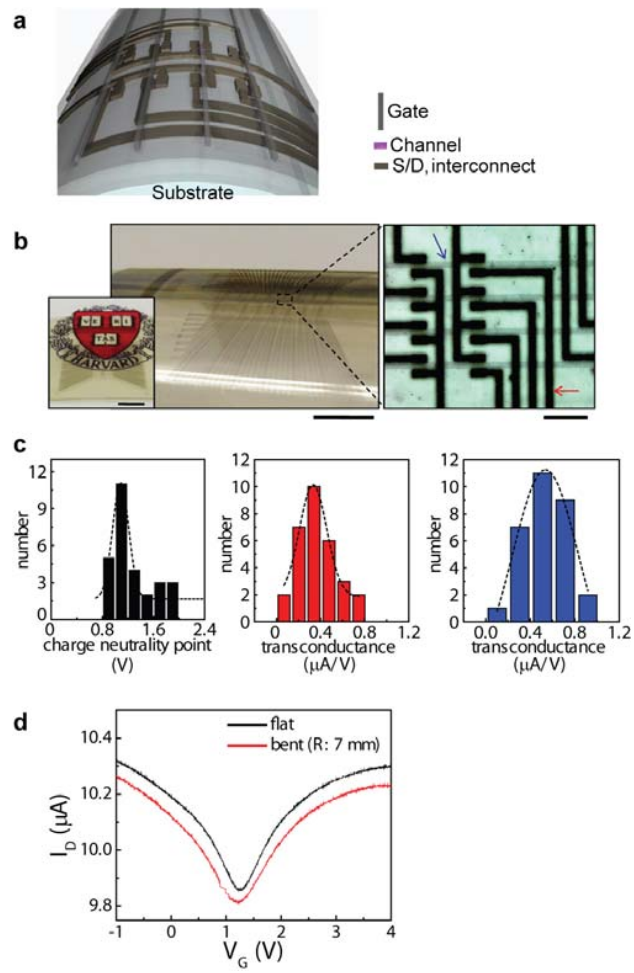 a
Gate
Channel
S/D, interconnect
Substrate
b
VE RI
TAS
HARVARD
c
12
9
6
3
0
number
0.8 1.6 2.4
charge neutrality point
(V)
12
10
8
6
4
2
0
number
0.4 1.2
transconductance
(μA/V)
12
10
8
6
4
2
0
number
0.0 0.4 0.8 1.2
transconductance
(μA/V)
d
flat
bent (R: 7 mm)
10.4
10.2
10.0
9.8
I_D (μA)
-1 0 1 2 3 4
V_G (V)